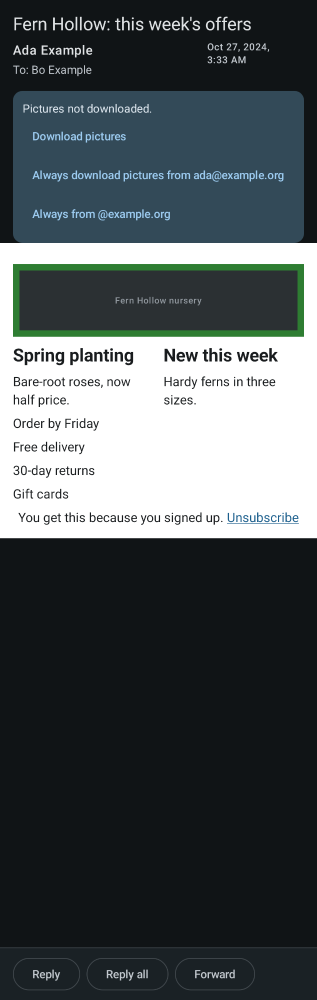 Fern Hollow: this week's offers
Ada Example
Oct 27, 2024,
3:33 AM
To: Bo Example
Pictures not downloaded.
Download pictures
Always download pictures from ada@example.org
Always from @example.org
Fern Hollow nursery
Spring planting
Bare-root roses, now
half price.
Order by Friday
Free delivery
30-day returns
Gift cards
New this week
Hardy ferns in three
sizes.
You get this because you signed up. Unsubscribe
Reply
Reply all
Forward